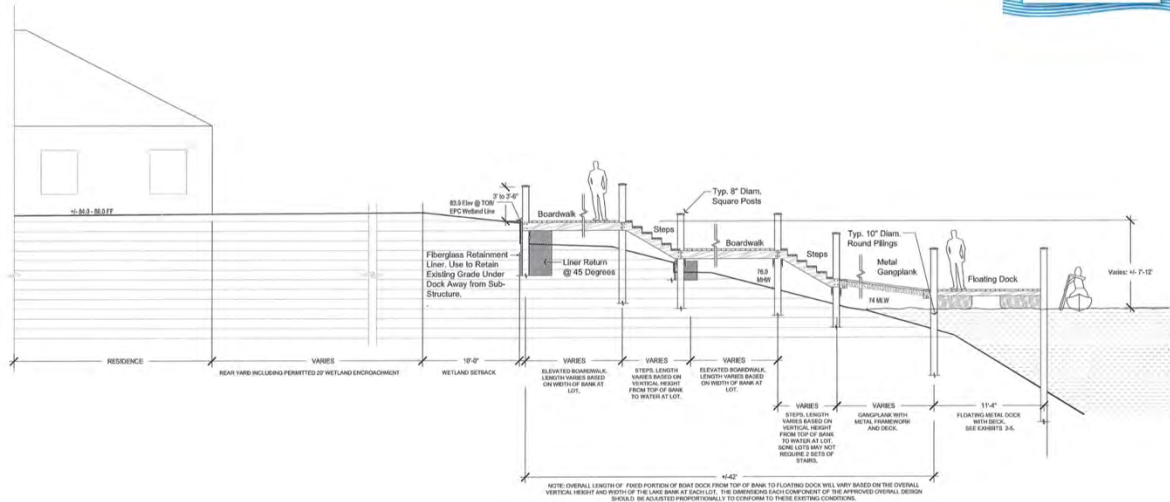 +/- 84.0 - 86.0 FF
83.0 Elev @ TOB/
EPC Wetland Line
3' to 3'-6"
Boardwalk
Steps
Typ. 8" Diam.
Square Posts
Boardwalk
Steps
Typ. 10" Diam.
Round Pilings
Metal
Gangplank
Floating Dock
Varies: +/- 7'-12'
Fiberglass Retainment
Liner. Use to Retain
Existing Grade Under
Dock Away from Sub-
Structure.
Liner Return
@ 45 Degrees
76.0
MHW
74 MLW
RESIDENCE
VARIES
REAR YARD INCLUDING PERMITTED 20' WETLAND ENCROACHMENT
10'-0"
WETLAND SETBACK
VARIES
ELEVATED BOARDWALK.
LENGTH VARIES BASED
ON WIDTH OF BANK AT
LOT.
VARIES
STEPS. LENGTH
VARIES BASED ON
VERTICAL HEIGHT
FROM TOP OF BANK
TO WATER AT LOT.
VARIES
ELEVATED BOARDWALK.
LENGTH VARIES BASED
ON WIDTH OF BANK AT
LOT.
VARIES
STEPS. LENGTH
VARIES BASED ON
VERTICAL HEIGHT
FROM TOP OF BANK
TO WATER AT LOT.
SOME LOTS MAY NOT
REQUIRE 2 SETS OF
STAIRS.
VARIES
GANGPLANK WITH
METAL FRAMEWORK
AND DECK.
11'-4"
FLOATING METAL DOCK
WITH DECK.
SEE EXHIBITS 3-5.
+/-42'
NOTE: OVERALL LENGTH OF FIXED PORTION OF BOAT DOCK FROM TOP OF BANK TO FLOATING DOCK WILL VARY BASED ON THE OVERALL
VERTICAL HEIGHT AND WIDTH OF THE LAKE BANK AT EACH LOT. THE DIMENSIONS EACH COMPONENT OF THE APPROVED OVERALL DESIGN
SHOULD BE ADJUSTED PROPORTIONALLY TO CONFORM TO THESE EXISTING CONDITIONS.